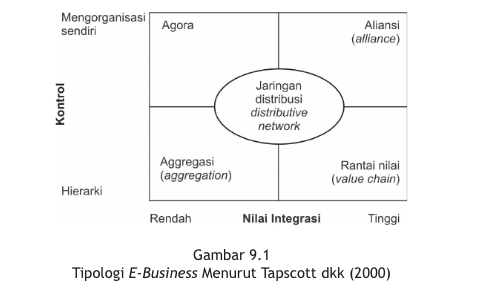 Mengorganisasi
sendiri
Agora
Aliansi
(alliance)
Kontrol
Jaringan
distribusi
distributive
network
Aggregasi
(aggregation)
Rantai nilai
(value chain)
Hierarki
Rendah
Nilai Integrasi
Tinggi
Gambar 9.1
Tipologi E-Business Menurut Tapscott dkk (2000)